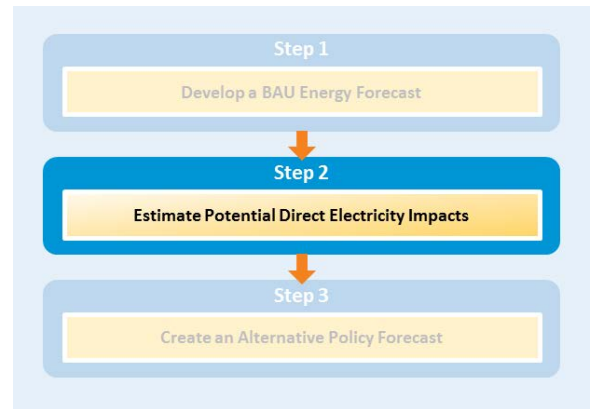 Step 1
Develop a BAU Energy Forecast
Step 2
Estimate Potential Direct Electricity Impacts
Step 3
Create an Alternative Policy Forecast